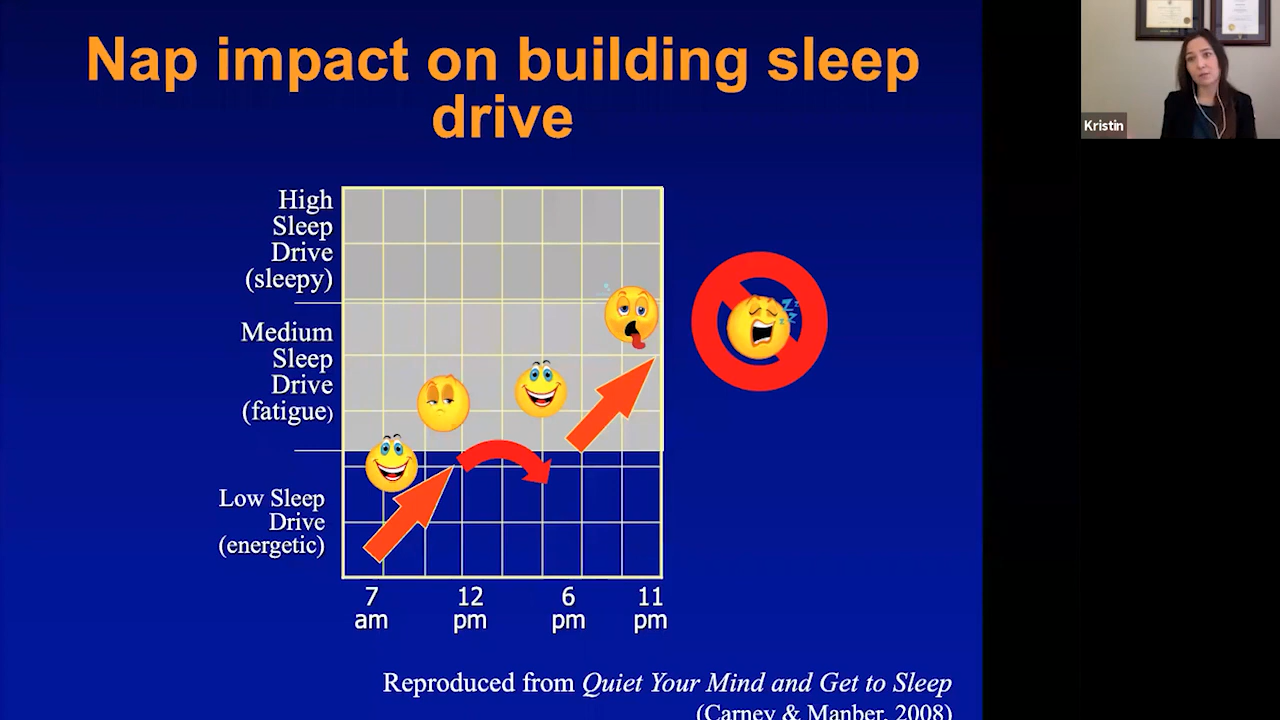 Nap impact on building sleep
drive
Kristin
High
Sleep
Drive
(sleepy)
Medium
Sleep
Drive
(fatigue)
Low Sleep
Drive
(energetic)
7
am
12
pm
6
pm
11
pm
Reproduced from Quiet Your Mind and Get to Sleep
(Carney & Manber, 2008)